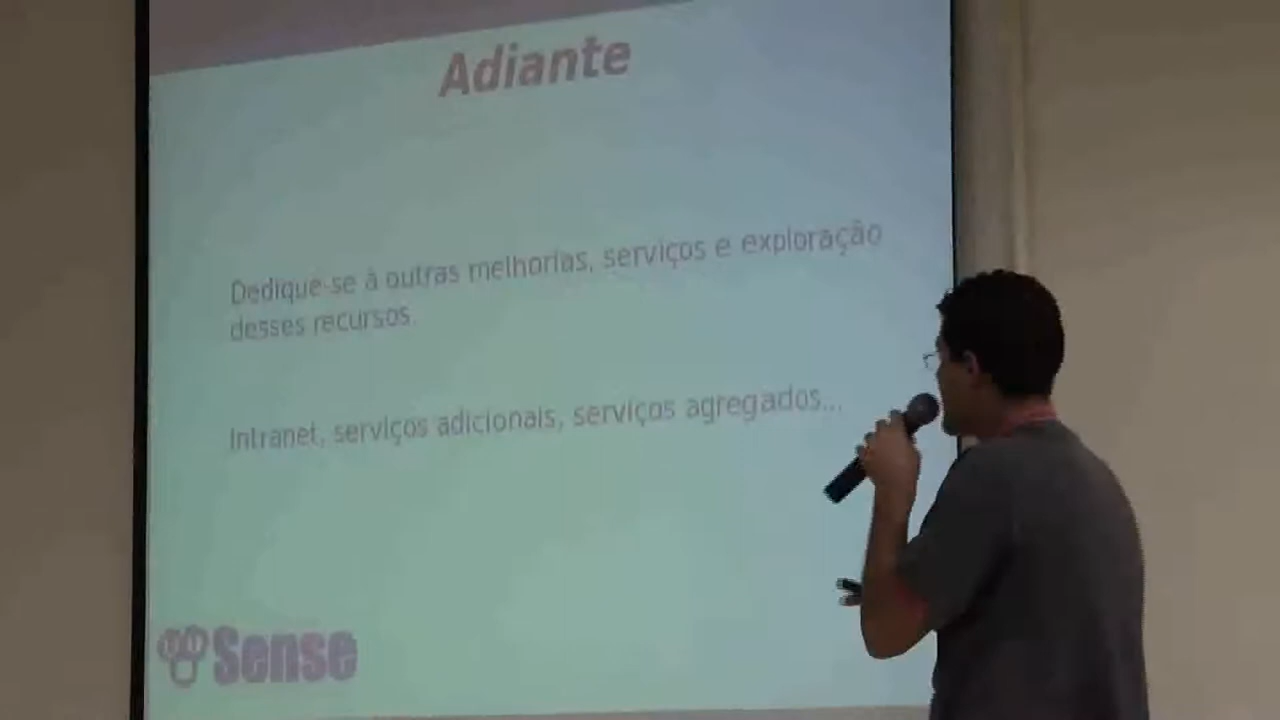 Adiante
Dedique-se à outras melhorias, serviços e exploração
desses recursos.
Intranet, serviços adicionais, serviços agregados...
Sense